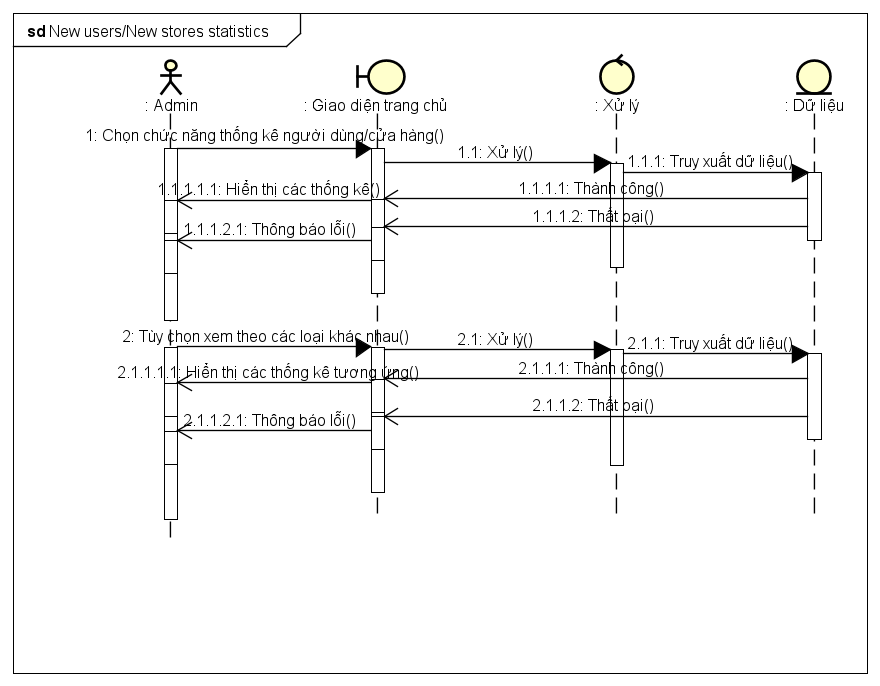 sd New users/New stores statistics
: Admin
: Giao diện trang chủ
: Xử lý
: Dữ liệu
1: Chọn chức năng thống kê người dùng/cửa hàng()
1.1: Xử lý()
1.1.1: Truy xuất dữ liệu()
1.1.1.1.1: Hiển thị các thống kê()
1.1.1.1: Thành công()
1.1.1.2: Thất bại()
1.1.1.2.1: Thông báo lỗi()
2: Tùy chọn xem theo các loại khác nhau()
2.1: Xử lý()
2.1.1: Truy xuất dữ liệu()
2.1.1.1.1: Hiển thị các thống kê tương ứng()
2.1.1.1: Thành công()
2.1.1.2: Thất bại()
2.1.1.2.1: Thông báo lỗi()